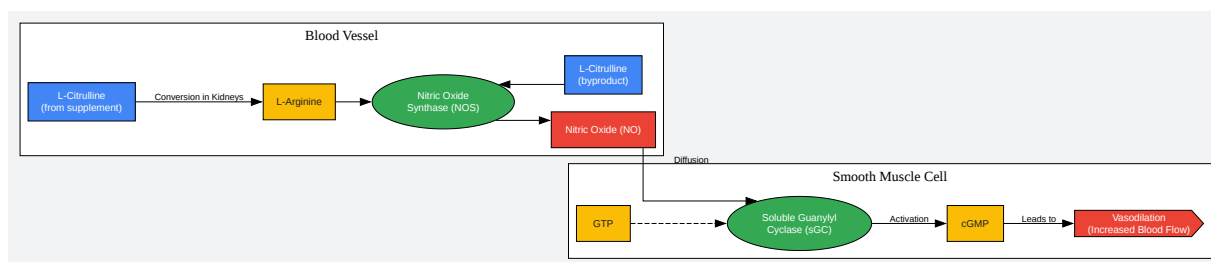 Blood Vessel
L-Citrulline
(from supplement)
Conversion in Kidneys
L-Arginine
Nitric Oxide
Synthase (NOS)
L-Citrulline
(byproduct)
Nitric Oxide (NO)
Diffusion
Smooth Muscle Cell
GTP
Soluble Guanylyl
Cyclase (sGC)
Activation
cGMP
Leads to
Vasodilation
(Increased Blood Flow)